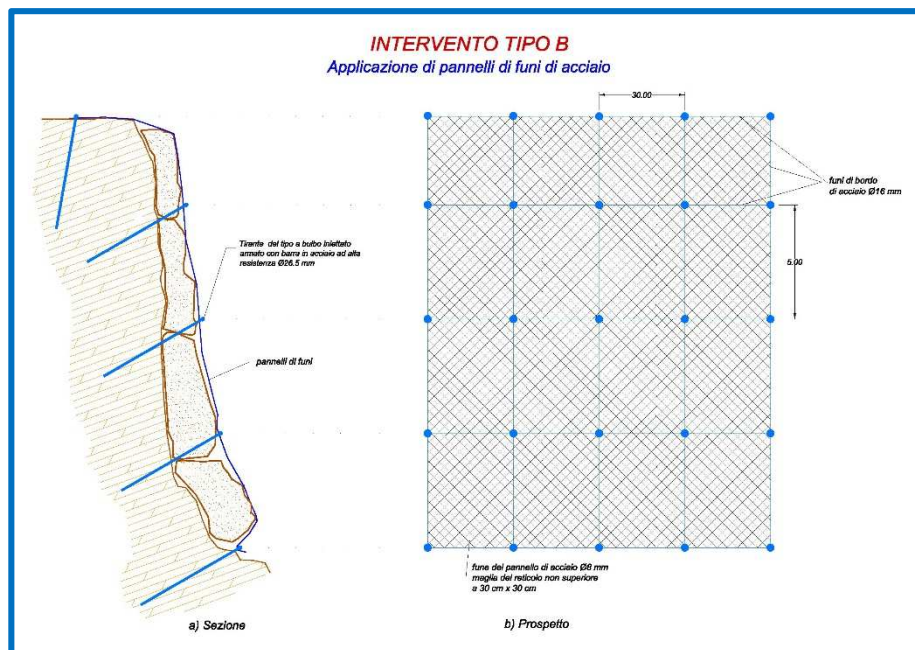 INTERVENTO TIPO B
Applicazione di pannelli di funi di acciaio
30.00
funi di bordo
di acciaio Ø16 mm
Tirante del tipo a bulbo iniettato
armato con barra in acciaio ad alta
resistenza Ø26.5 mm
5.00
pannelli di funi
fune del pannello di acciaio Ø8 mm
maglia del reticolo non superiore
a 30 cm x 30 cm
a) Sezione
b) Prospetto